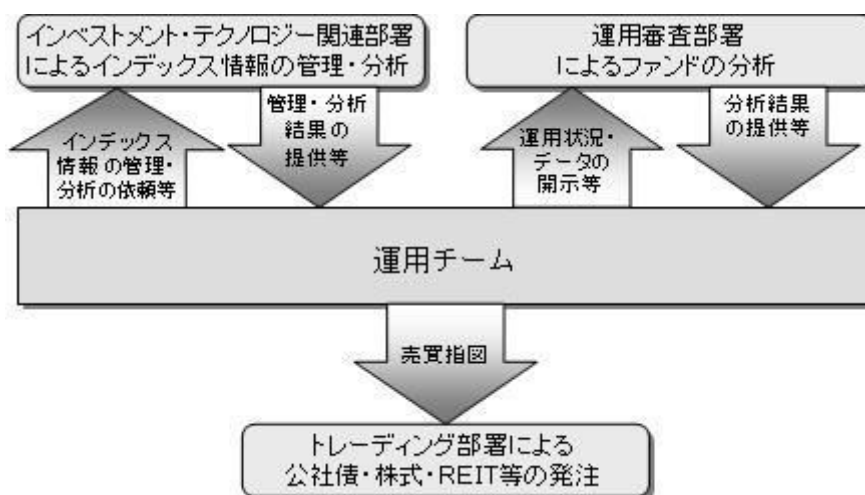 インベストメント・テクノロジー関連部署
によるインデックス情報の管理・分析
運用審査部署
によるファンドの分析
インデックス
情報の管理・
分析の依頼等
管理・分析
結果の
提供等
運用状況・
データの
開示等
分析結果
の提供等
運用チーム
売買指図
トレーディング部署による
公社債・株式・REIT等の発注